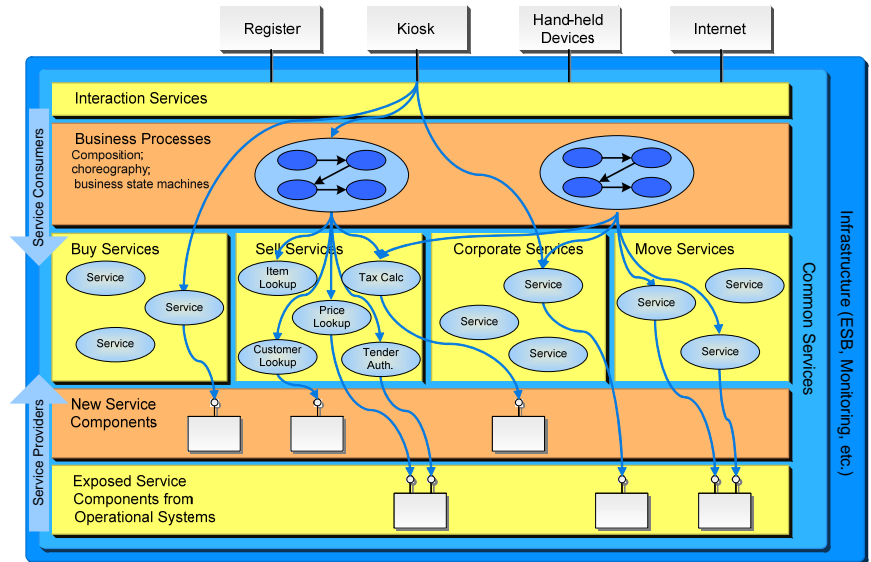 Register
Kiosk
Hand-held
Devices
Internet
Interaction Services
Business Processes
Composition;
choreography;
business state machines
Service Consumers
Buy Services
Service
Service
Service
Sell Services
Item
Lookup
Tax Calc
Price
Lookup
Customer
Lookup
Tender
Auth.
Corporate Services
Service
Service
Service
Move Services
Service
Service
Service
Service Providers
New Service
Components
Exposed Service
Components from
Operational Systems
Common Services
Infrastructure (ESB, Monitoring, etc.)